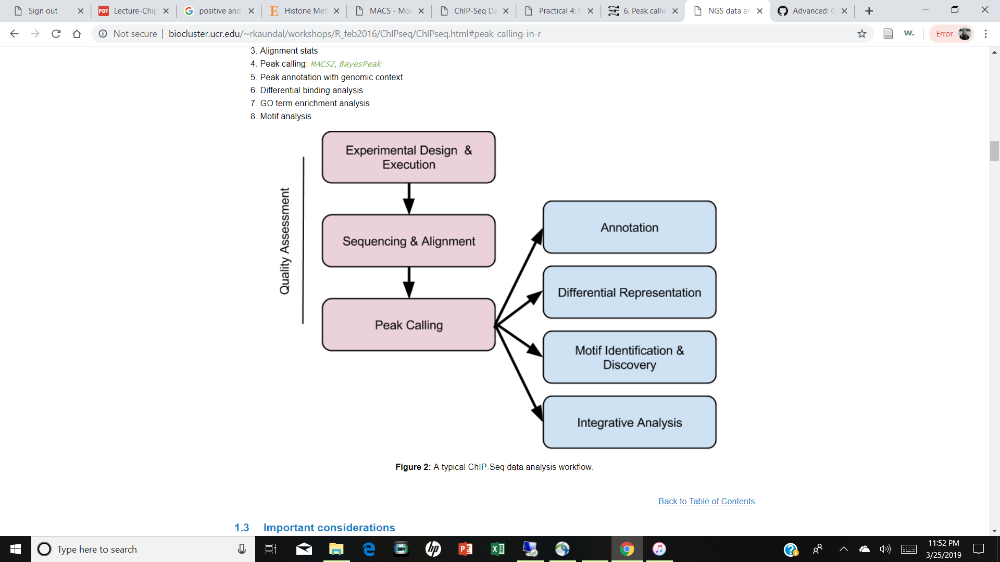 Sign out
Lecture-Chip
positive and
Histone Met
MACS - Moc
ChIP-Seq Da
Practical 4: C
6. Peak callin
NGS data an
Advanced: C
Not secure | biocluster.ucr.edu/~rkaundal/workshops/R_feb2016/ChIPseq/ChIPseq.html#peak-calling-in-r
w.
Error
3. Alignment stats
4. Peak calling: MACS2, BayesPeak
5. Peak annotation with genomic context
6. Differential binding analysis
7. GO term enrichment analysis
8. Motif analysis
Quality Assessment
Experimental Design &
Execution
Sequencing & Alignment
Peak Calling
Annotation
Differential Representation
Motif Identification &
Discovery
Integrative Analysis
Figure 2: A typical ChIP-Seq data analysis workflow.
Back to Table of Contents
1.3 Important considerations
Type here to search
11:52 PM
3/25/2019